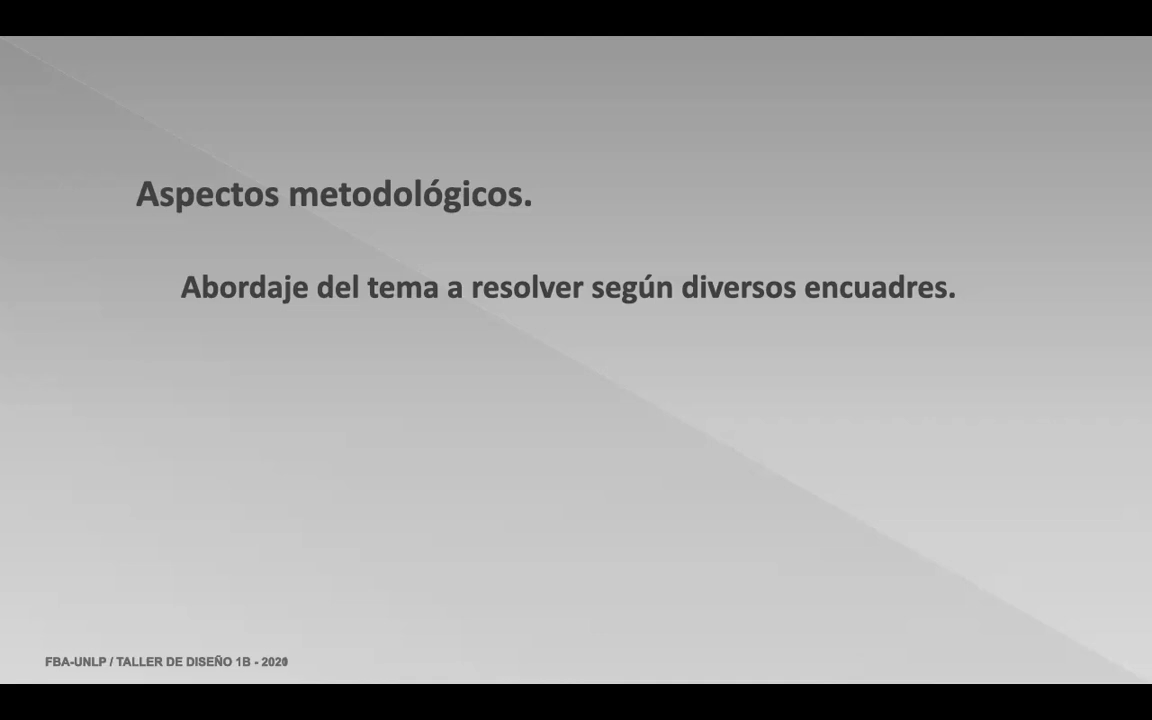 Aspectos metodológicos.
Abordaje del tema a resolver según diversos encuadres.
FBA-UNLP / TALLER DE DISEÑO 1B - 2020